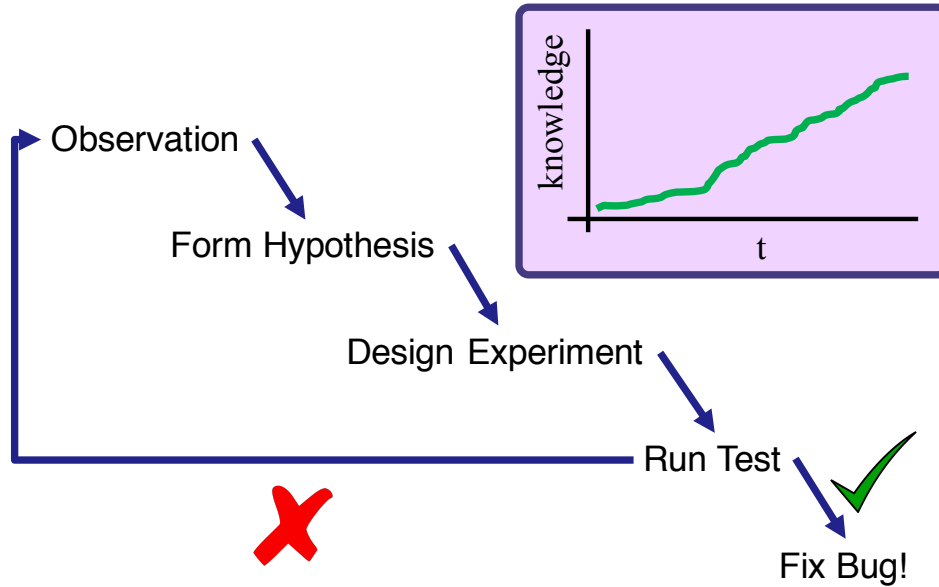 knowledge
t
Observation
Form Hypothesis
Design Experiment
Run Test
Fix Bug!